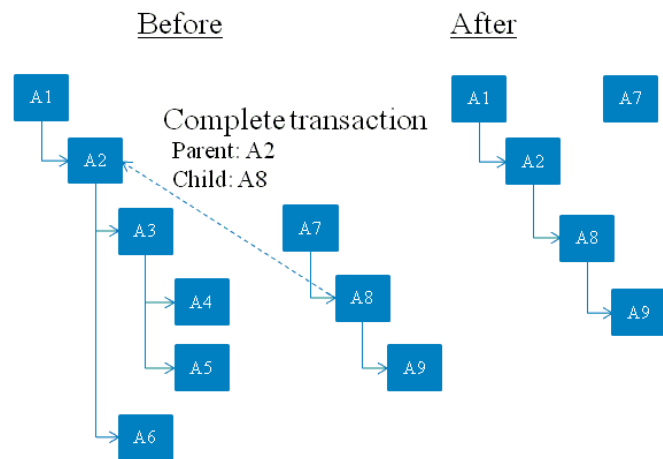 Before
After
A1
A2
Complete transaction
Parent: A2
Child: A8
A3
A7
A4
A8
A5
A9
A6
A1
A7
A2
A8
A9